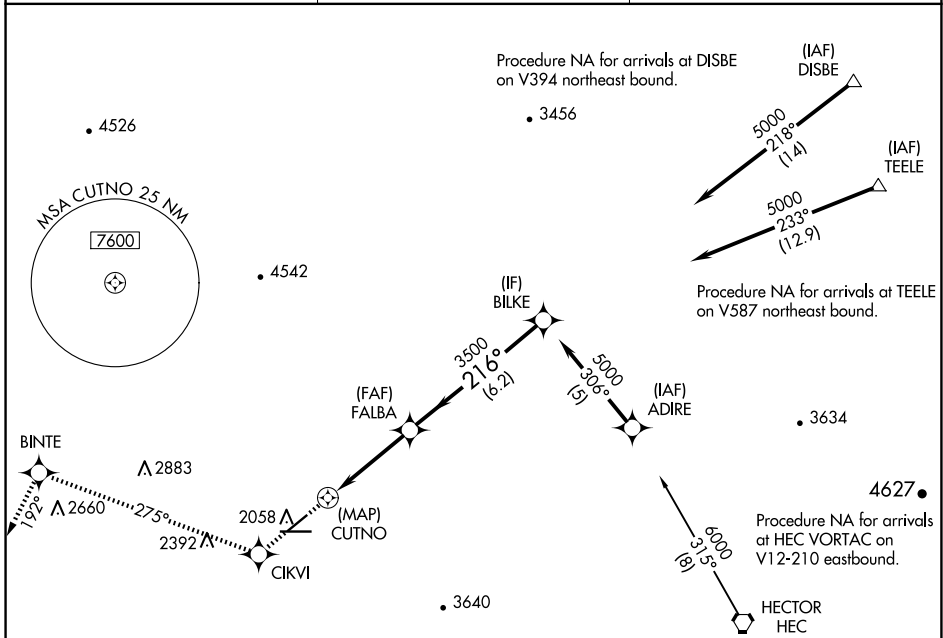 Procedure NA for arrivals at DISBE
on V394 northeast bound.
(IAF)
DISBE
5000
218°
(14)
4526
3456
(IAF)
TEELE
5000
233°
(12.9)
MSA CUTNO 25 NM
7600
4542
Procedure NA for arrivals at TEELE
on V587 northeast bound.
(IF)
BILKE
3500
216°
(6.2)
5000
306°
(5)
(FAF)
FALBA
(IAF)
ADIRE
3634
BINTE
2883
192°
2660
275°
2392
2058
(MAP)
CUTNO
CIKVI
4627
Procedure NA for arrivals
at HEC VORTAC on
V12-210 eastbound.
6000
315°
(8)
3640
HECTOR
HEC